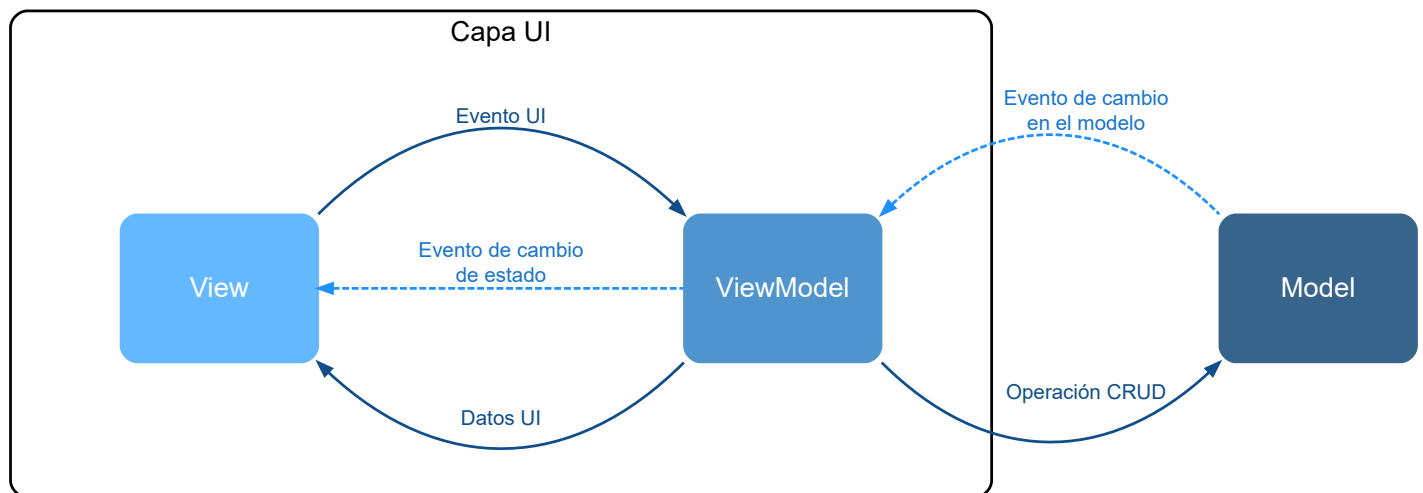 Capa UI
Evento UI
Evento de cambio
en el modelo
Evento de cambio
de estado
View
ViewModel
Model
Datos UI
Operación CRUD